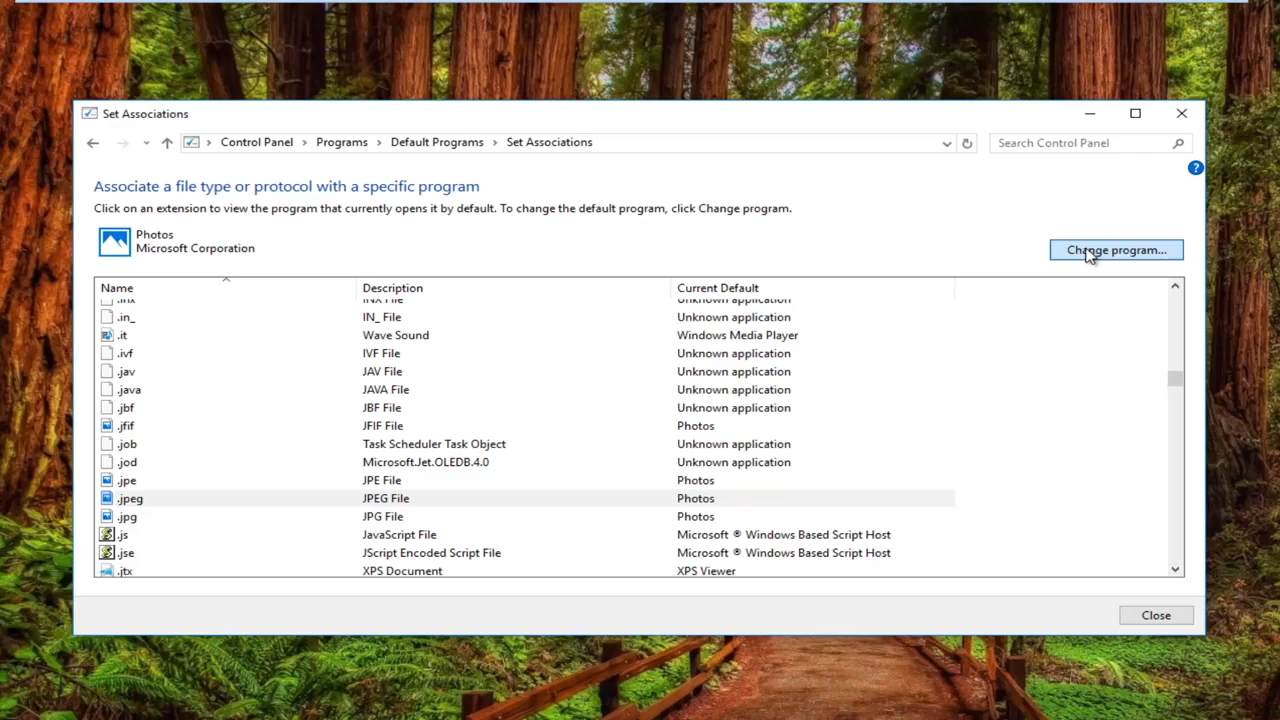 Set Associations
Control Panel > Programs > Default Programs > Set Associations
Search Control Panel
?
Associate a file type or protocol with a specific program
Click on an extension to view the program that currently opens it by default. To change the default program, click Change program.
Photos
Microsoft Corporation
Change program...
Name Description Current Default
.inx INX File Unknown application
.in_ IN_ File Unknown application
.it Wave Sound Windows Media Player
.ivf IVF File Unknown application
.jav JAV File Unknown application
.java JAVA File Unknown application
.jbf JBF File Unknown application
.jfif JFIF File Photos
.job Task Scheduler Task Object Unknown application
.jod Microsoft.Jet.OLEDB.4.0 Unknown application
.jpe JPE File Photos
.jpeg JPEG File Photos
.jpg JPG File Photos
.js JavaScript File Microsoft ® Windows Based Script Host
.jse JScript Encoded Script File Microsoft ® Windows Based Script Host
.jtx XPS Document XPS Viewer
Close